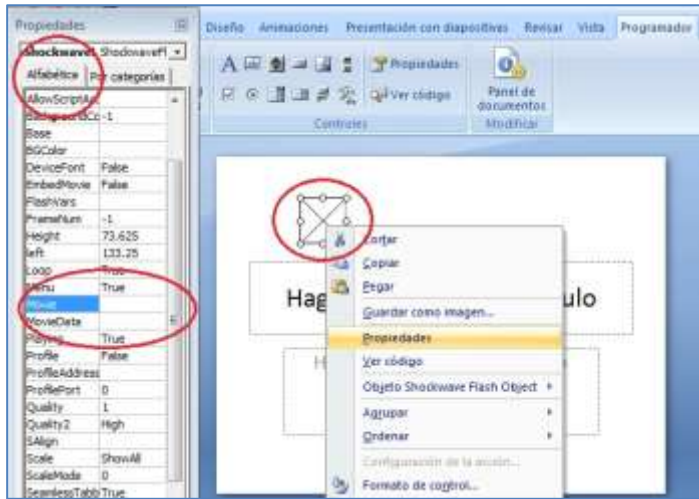 Propiedades
Shockwave1 ShockwaveFl
Alfabética Por categorías
AllowScriptAc
BackgroundCo -1
Base
BGColor
DeviceFont False
EmbedMovie False
FlashVars
FrameNum -1
Height 73.625
left 133.25
Loop True
Menu True
Movie
MovieData
Playing True
Profile False
ProfileAddress
ProfilePort 0
Quality 1
Quality2 High
SAlign
Scale ShowAll
ScaleMode 0
SeamlessTabb True
Diseño Animaciones Presentación con diapositivas Revisar Vista Programador
A Propiedades
Ver código
Panel de
documentos
Controles Modificar
Hag ulo
H
Cortar
Copiar
Pegar
Guardar como imagen...
Propiedades
Ver código
Objeto Shockwave Flash Object
Agrupar
Ordenar
Configuración de la acción...
Formato de control...